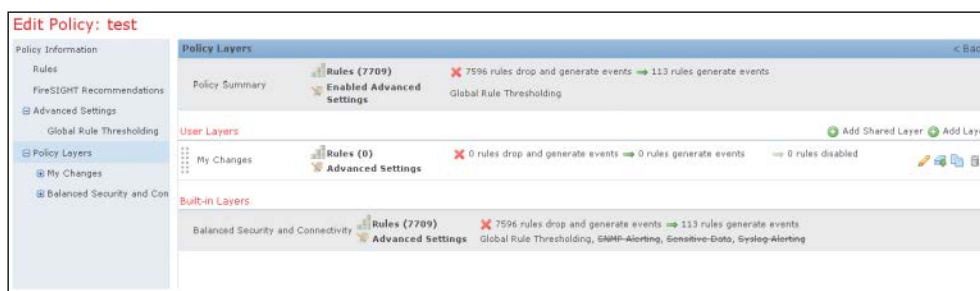 Edit Policy: test
Policy Information
Rules
FireSIGHT Recommendations
Advanced Settings
Global Rule Thresholding
Policy Layers
My Changes
Balanced Security and Con
Policy Layers < Bac
Policy Summary
Rules (7709) 7596 rules drop and generate events 113 rules generate events
Enabled Advanced Settings Global Rule Thresholding
User Layers Add Shared Layer Add Laye
My Changes
Rules (0) 0 rules drop and generate events 0 rules generate events 0 rules disabled
Advanced Settings
Built-in Layers
Balanced Security and Connectivity
Rules (7709) 7596 rules drop and generate events 113 rules generate events
Advanced Settings Global Rule Thresholding, SNMP Alerting, Sensitive Data, Syslog Alerting